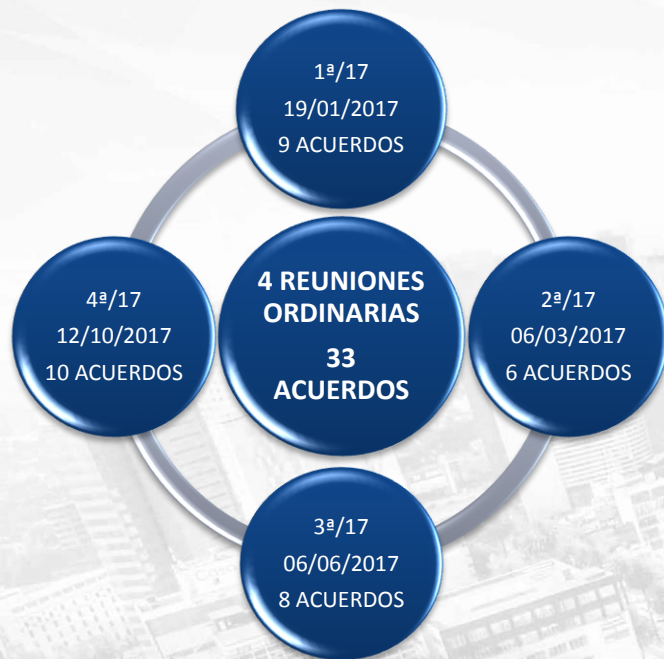 1ª/17
19/01/2017
9 ACUERDOS
4 REUNIONES
ORDINARIAS
33
ACUERDOS
4ª/17
12/10/2017
10 ACUERDOS
2ª/17
06/03/2017
6 ACUERDOS
3ª/17
06/06/2017
8 ACUERDOS